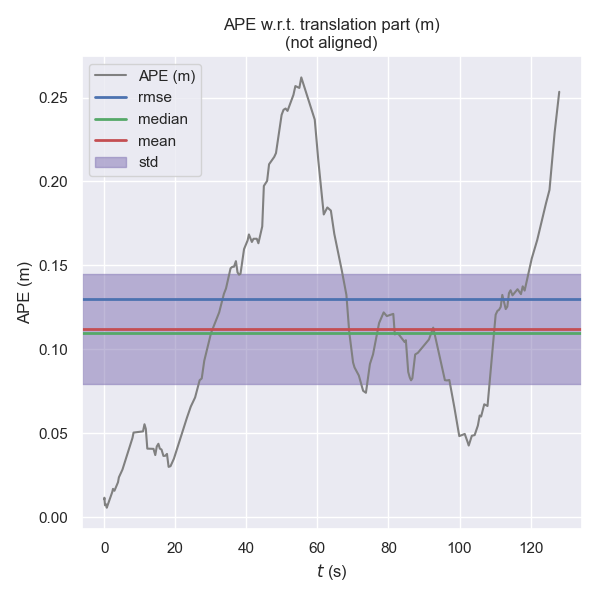 APE w.r.t. translation part (m)
(not aligned)
APE (m)
rmse
median
mean
std
APE (m)
0.25
0.20
0.15
0.10
0.05
0.00
0 20 40 60 80 100 120
t (s)